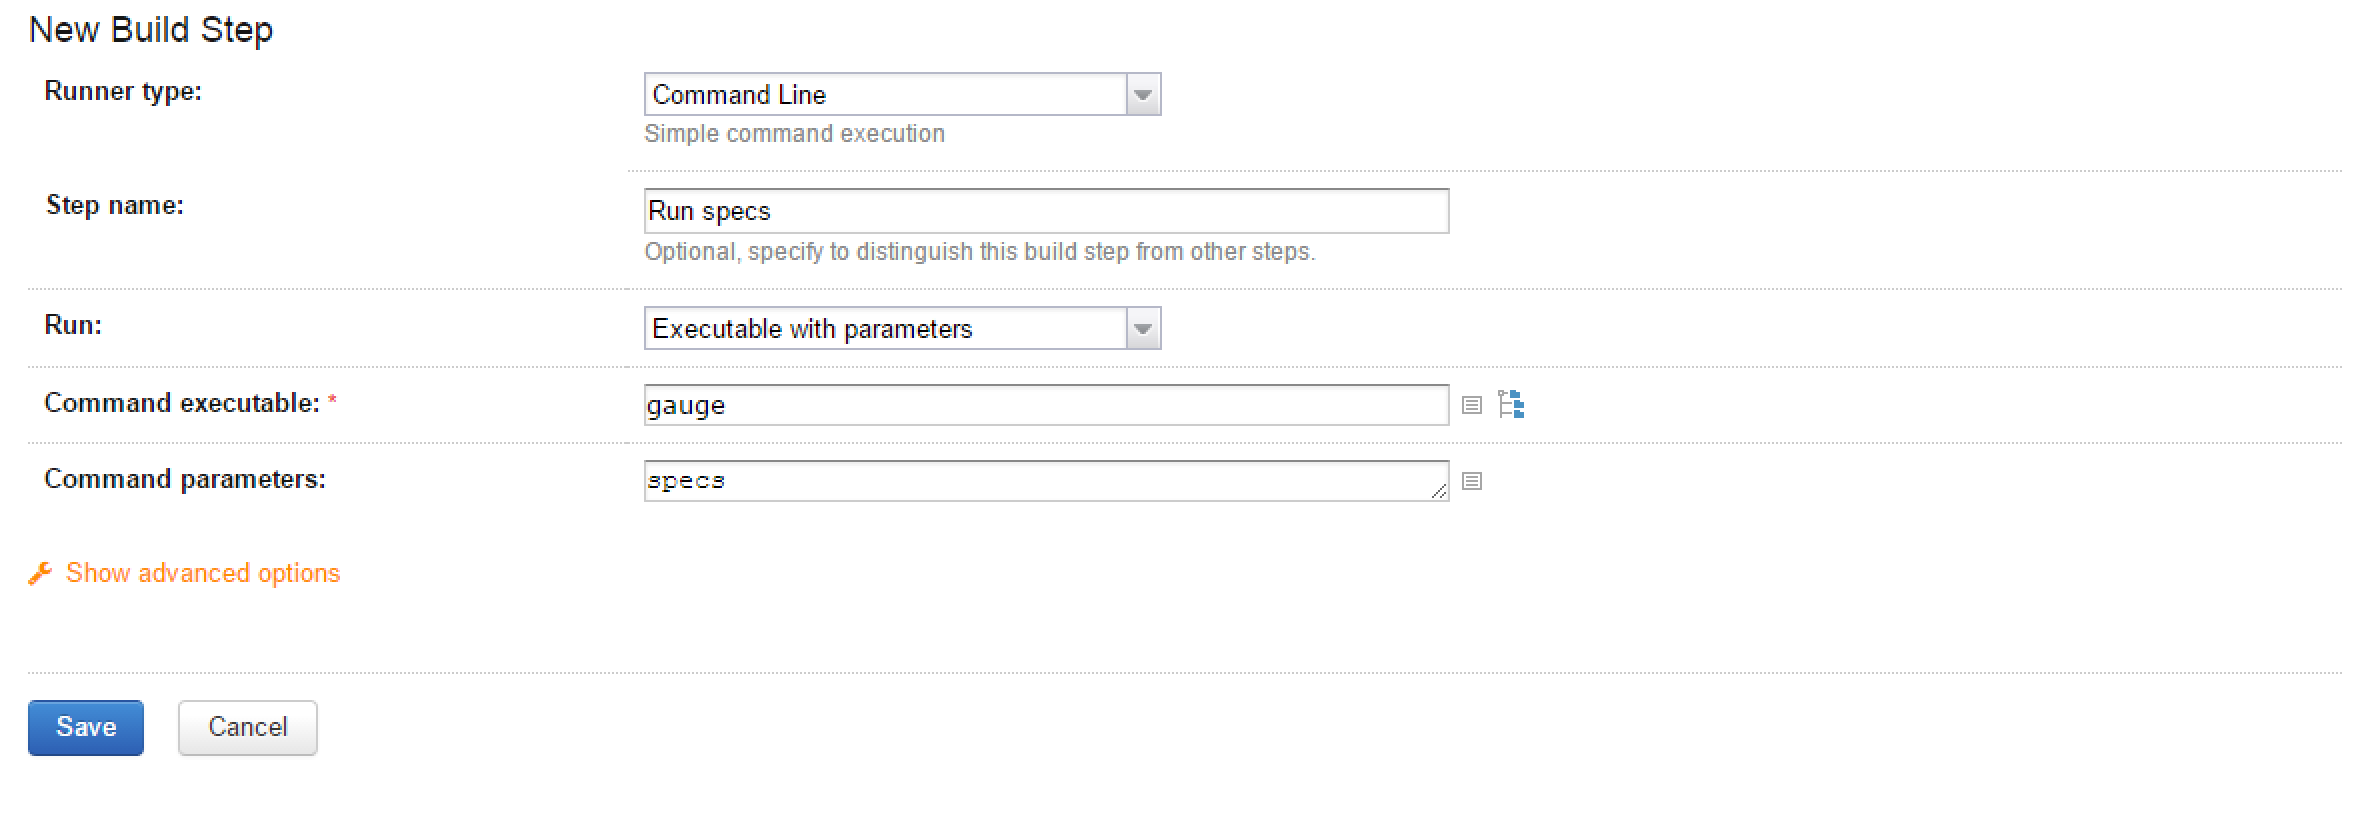 New Build Step
Runner type:
Command Line
Simple command execution
Step name:
Run specs
Optional, specify to distinguish this build step from other steps.
Run:
Executable with parameters
Command executable: *
gauge
Command parameters:
specs
Show advanced options
Save
Cancel